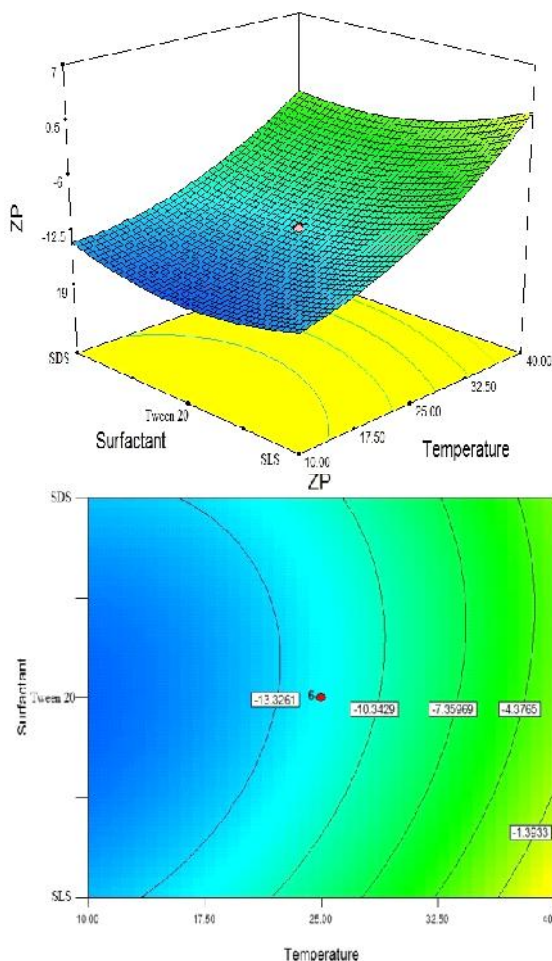 7
0.5
-6
-12.5
19
ZP
SDS
Tween 20
SLS
Surfactant
10.00
17.50
25.00
32.50
40.00
Temperature
ZP
SDS
Tween 20
SLS
Surfactant
6
-13.3261
-10.3429
-7.35969
-4.3765
-1.3933
10.00
17.50
25.00
32.50
40
Temperature